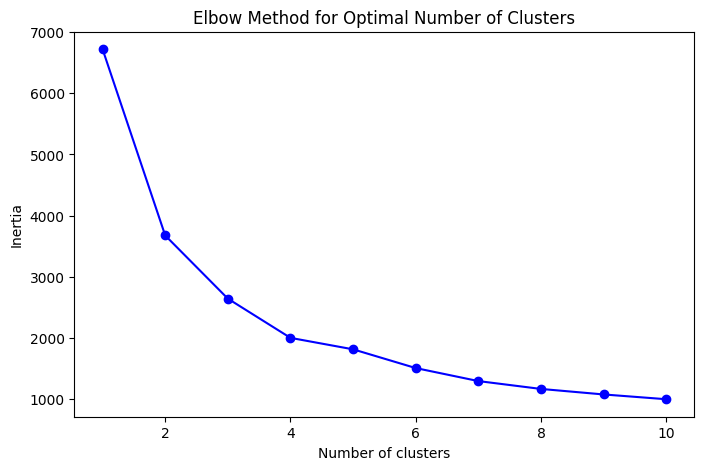 Elbow Method for Optimal Number of Clusters
7000
6000
5000
4000
3000
2000
1000
Inertia
2 4 6 8 10
Number of clusters